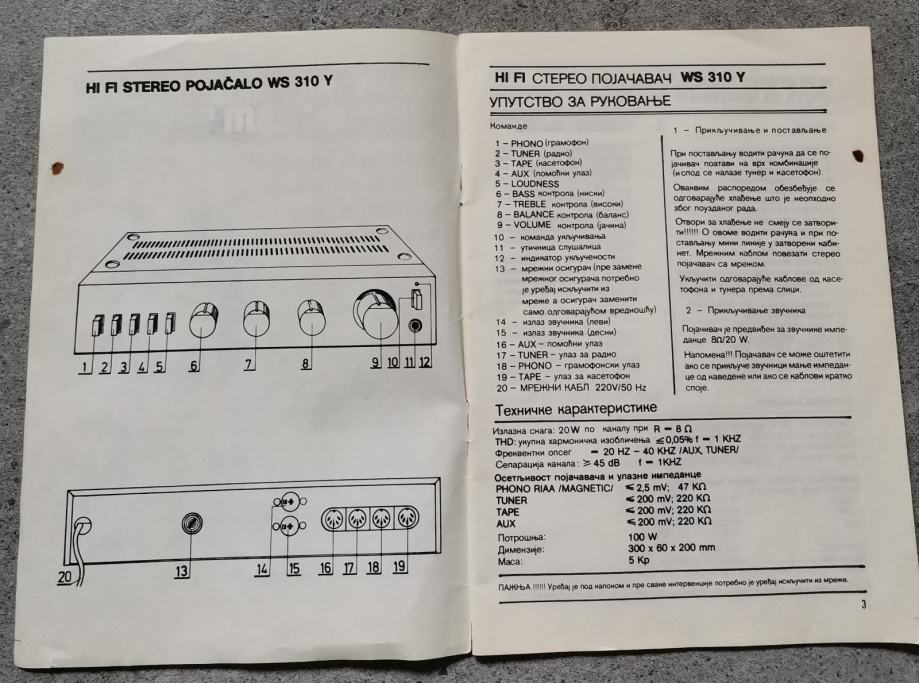 HI FI STEREO POJAČALO WS 310 Y
1 2 3 4 5 6 7 8 9 10 11 12
20 13 14 15 16 17 18 19
HI FI СТЕРЕО ПОЈАЧАВАЧ WS 310 Y
УПУТСТВО ЗА РУКОВАЊЕ
Команде
1 – PHONO (грамофон)
2 – TUNER (радио)
3 – TAPE (касетофон)
4 – AUX (помоћни улаз)
5 – LOUDNESS
6 – BASS контрола (ниски)
7 – TREBLE контрола (високи)
8 – BALANCE контрола (баланс)
9 – VOLUME контрола (јачина)
10 – команда укључивања
11 – утичница слушалица
12 – индикатор укључености
13 – мрежни осигурач (пре замене
мрежног осигурача потребно
је уређај искључити из
мреже а осигурач заменити
само одговарајућом вредношћу)
14 – излаз звучника (леви)
15 – излаз звучника (десни)
16 – AUX – помоћни улаз
17 – TUNER – улаз за радио
18 – PHONO – грамофонски улаз
19 – TAPE – улаз за касетофон
20 – МРЕЖНИ КАБЛ 220V/50 Hz
1 – Прикључивање и постављање
При постављању водити рачуна да се по-
јачивач поатави на врх комбинације
(испод се налазе тунер и касетофон).
Оваквим распоредом обезбеђује се
одговарајуће хлађење што је неопходно
због поузданог рада.
Отвори за хлађење не смеју се затвори-
ти!!!!!! О овоме водити рачуна и при по-
стављању мини линије у затворени каби-
нет. Мрежним каблом повезати стерео
појачавач са мрежом.
Укључити одговарајуће каблове од касе-
тофона и тунера према слици.
2 – Прикључивање звучника
Појачивач је предвиђен за звучнике импе-
данце 8Ω/20 W.
Напомена!!! Појачавач се може оштетити
ако се прикључе звучници мање импедан-
це од наведене или ако се каблови кратко
споје.
Техничке карактеристике
Излазна снага: 20W по каналу при R = 8 Ω
THD: укупна хармоничка изобличења ≤0,05% f = 1 KHZ
Фреквентни опсег = 20 HZ – 40 KHZ /AUX, TUNER/
Сепарација канала: ≥ 45 dB f = 1KHZ
Осетљивост појачавача и улазне импеданце
PHONO RIAA /MAGNETIC/ ≤ 2,5 mV; 47 KΩ
TUNER ≤ 200 mV; 220 KΩ
TAPE ≤ 200 mV; 220 KΩ
AUX ≤ 200 mV; 220 KΩ
Потрошња: 100 W
Димензије: 300 x 60 x 200 mm
Маса: 5 Kp
ПАЖЊА !!!!!! Уређај је под напоном и пре сваке интервенције потребно је уређај искључити из мреже.
3